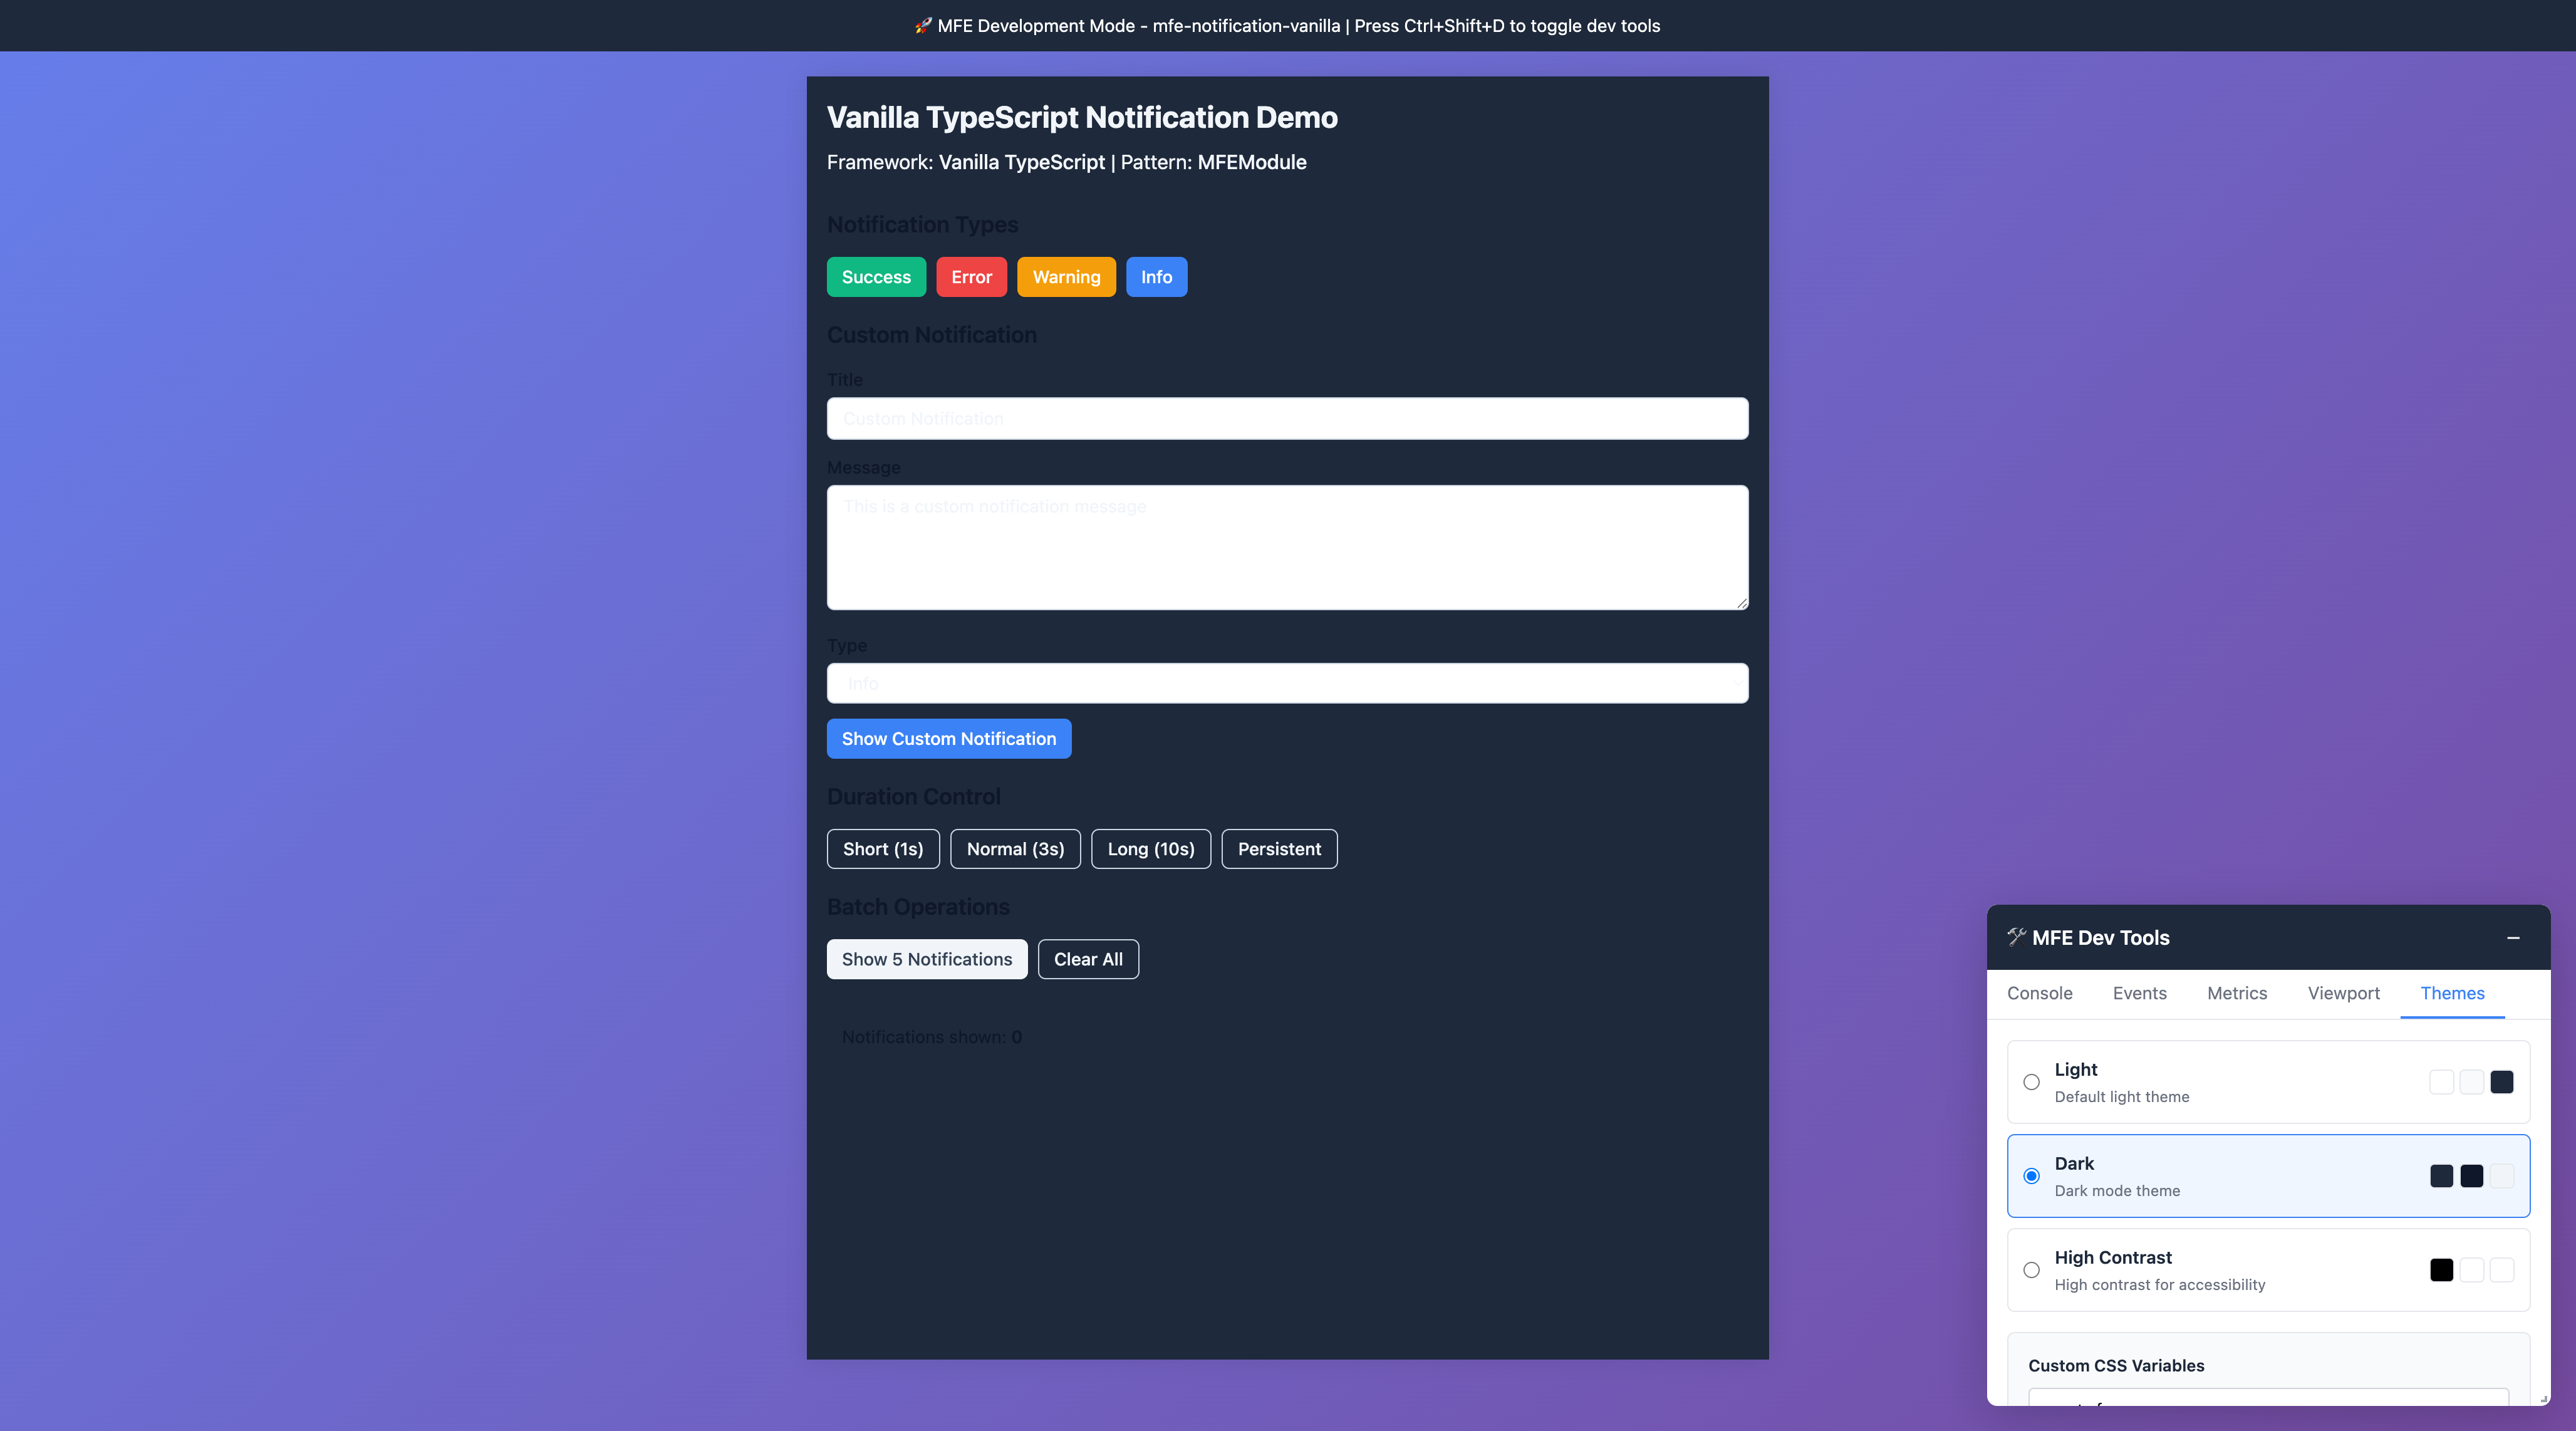 🚀 MFE Development Mode - mfe-notification-vanilla | Press Ctrl+Shift+D to toggle dev tools
Vanilla TypeScript Notification Demo
Framework: Vanilla TypeScript | Pattern: MFEModule
Notification Types
Success Error Warning Info
Custom Notification
Title
Custom Notification
Message
This is a custom notification message
Type
Info
Show Custom Notification
Duration Control
Short (1s) Normal (3s) Long (10s) Persistent
Batch Operations
Show 5 Notifications Clear All
Notifications shown: 0
🛠 MFE Dev Tools
Console Events Metrics Viewport Themes
Light
Default light theme
Dark
Dark mode theme
High Contrast
High contrast for accessibility
Custom CSS Variables